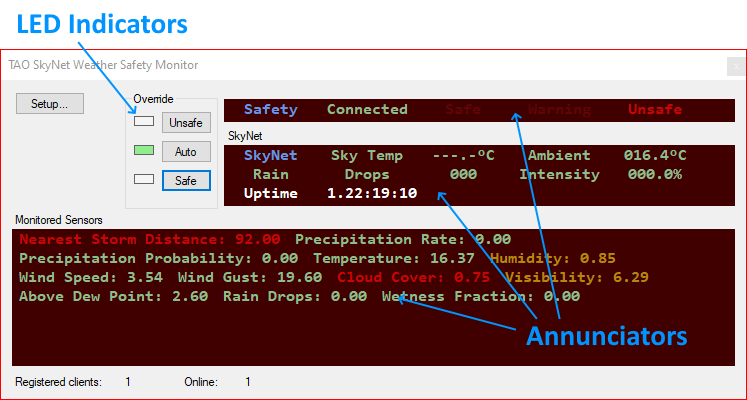 LED Indicators
TAO SkyNet Weather Safety Monitor
x
Setup...
Override
Unsafe
Auto
Safe
Safety Connected Safe Warning Unsafe
SkyNet
SkyNet Sky Temp ---.-ºC Ambient 016.4ºC
Rain Drops 000 Intensity 000.0%
Uptime 1.22:19:10
Monitored Sensors
Nearest Storm Distance: 92.00 Precipitation Rate: 0.00
Precipitation Probability: 0.00 Temperature: 16.37 Humidity: 0.85
Wind Speed: 3.54 Wind Gust: 19.60 Cloud Cover: 0.75 Visibility: 6.29
Above Dew Point: 2.60 Rain Drops: 0.00 Wetness Fraction: 0.00
Annunciators
Registered clients: 1 Online: 1